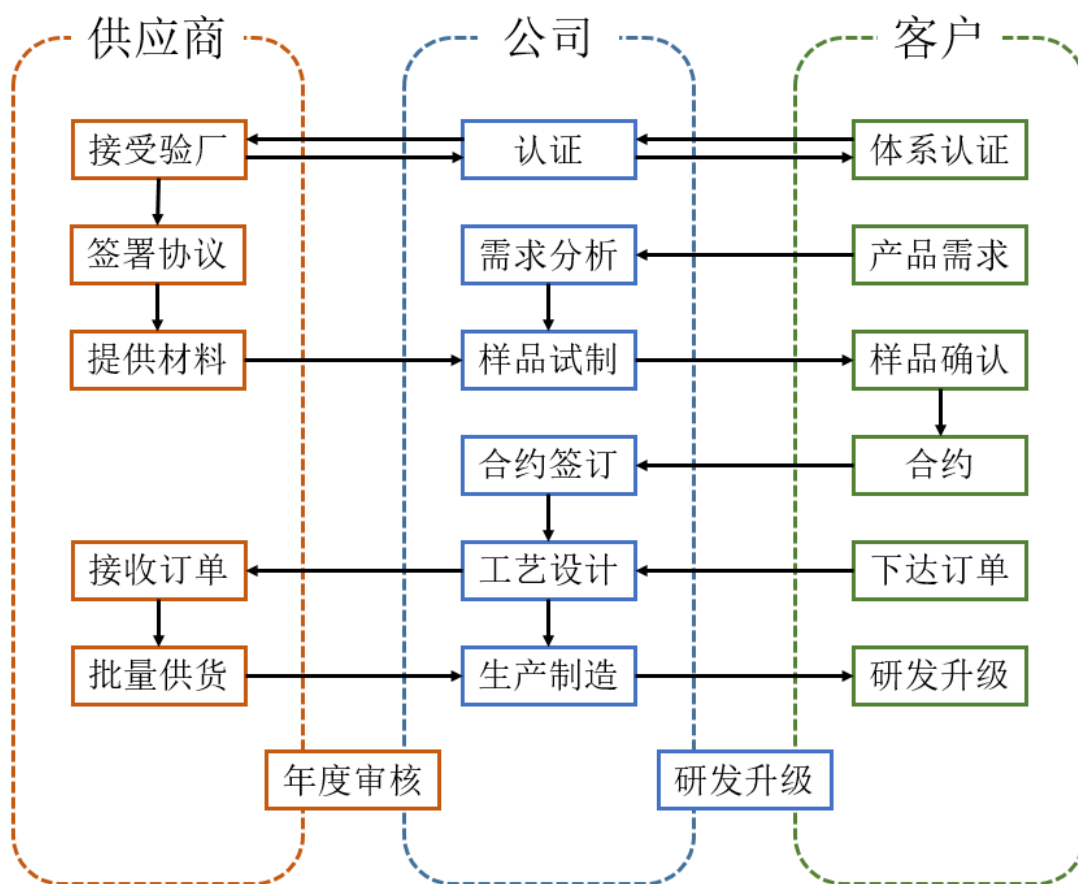 供应商
公司
客户
接受验厂
认证
体系认证
签署协议
需求分析
产品需求
提供材料
样品试制
样品确认
合约签订
合约
接收订单
工艺设计
下达订单
批量供货
生产制造
研发升级
年度审核
研发升级